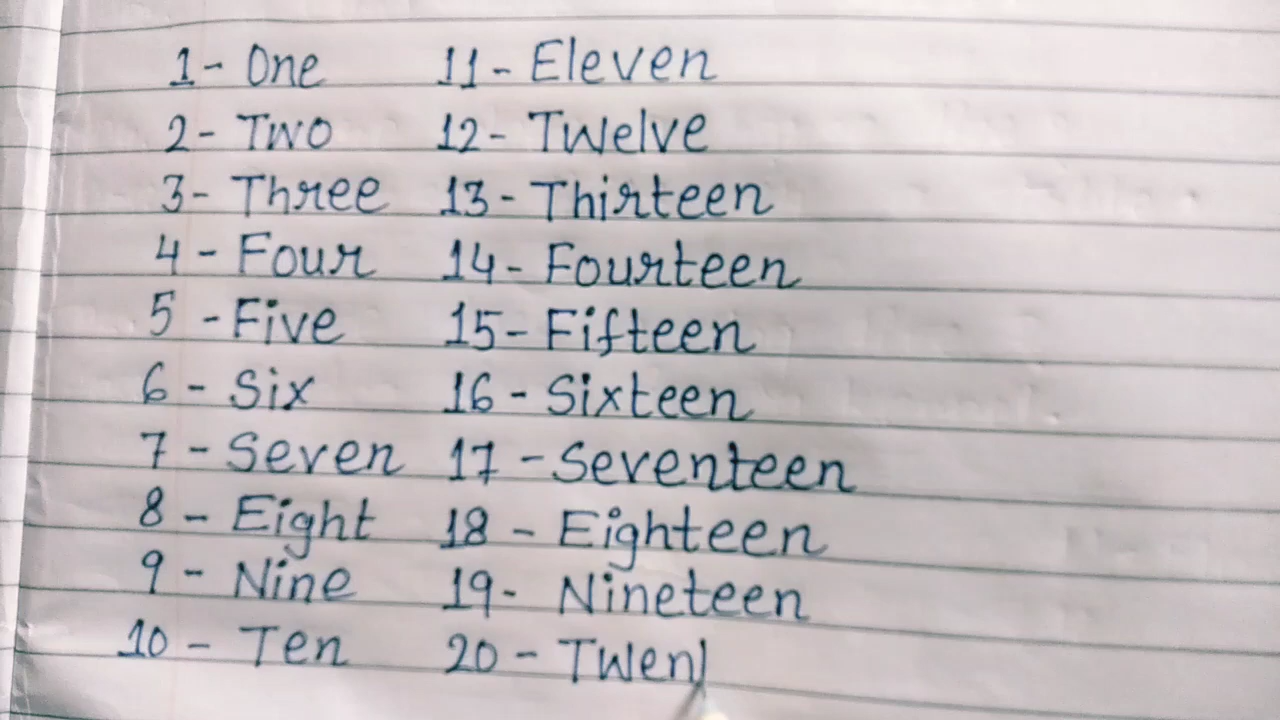 1 - One 11 - Eleven
2 - Two 12 - Twelve
3 - Three 13 - Thirteen
4 - Four 14 - Fourteen
5 - Five 15 - Fifteen
6 - Six 16 - Sixteen
7 - Seven 17 - Seventeen
8 - Eight 18 - Eighteen
9 - Nine 19 - Nineteen
10 - Ten 20 - Twenl